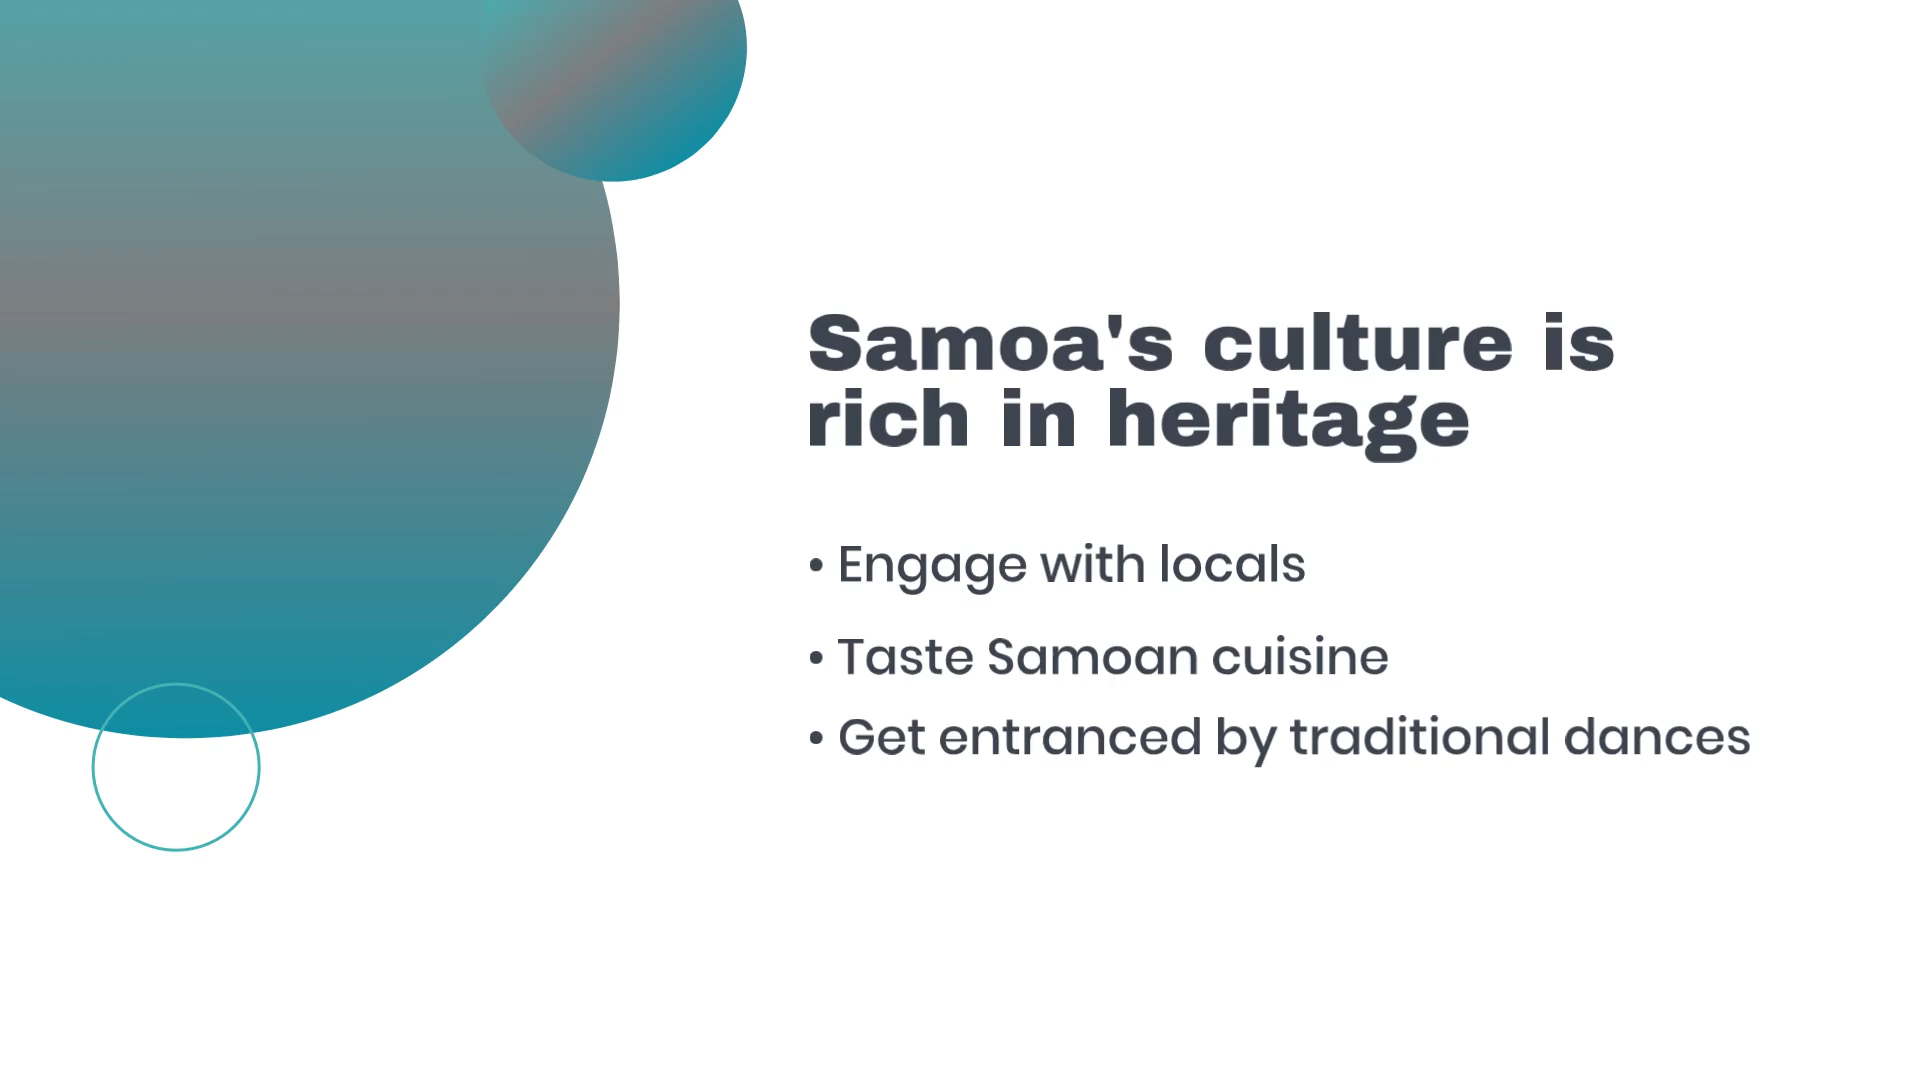 Samoa's culture is
rich in heritage
• Engage with locals
• Taste Samoan cuisine
• Get entranced by traditional dances